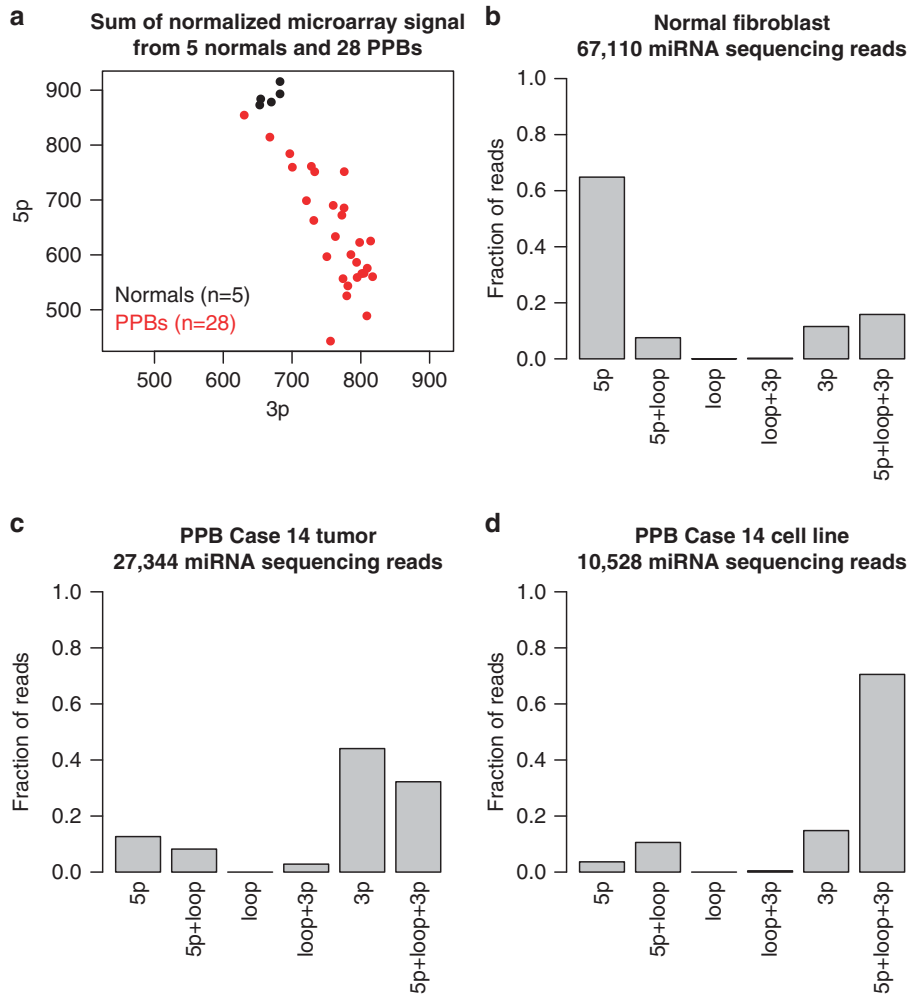 a
Sum of normalized microarray signal
from 5 normals and 28 PPBs
900
800
700
600
500
5p
Normals (n=5)
PPBs (n=28)
500 600 700 800 900
3p
b
Normal fibroblast
67,110 miRNA sequencing reads
1.0
0.8
0.6
0.4
0.2
0.0
Fraction of reads
5p
5p+loop
loop
loop+3p
3p
5p+loop+3p
c
PPB Case 14 tumor
27,344 miRNA sequencing reads
1.0
0.8
0.6
0.4
0.2
0.0
Fraction of reads
5p
5p+loop
loop
loop+3p
3p
5p+loop+3p
d
PPB Case 14 cell line
10,528 miRNA sequencing reads
1.0
0.8
0.6
0.4
0.2
0.0
Fraction of reads
5p
5p+loop
loop
loop+3p
3p
5p+loop+3p